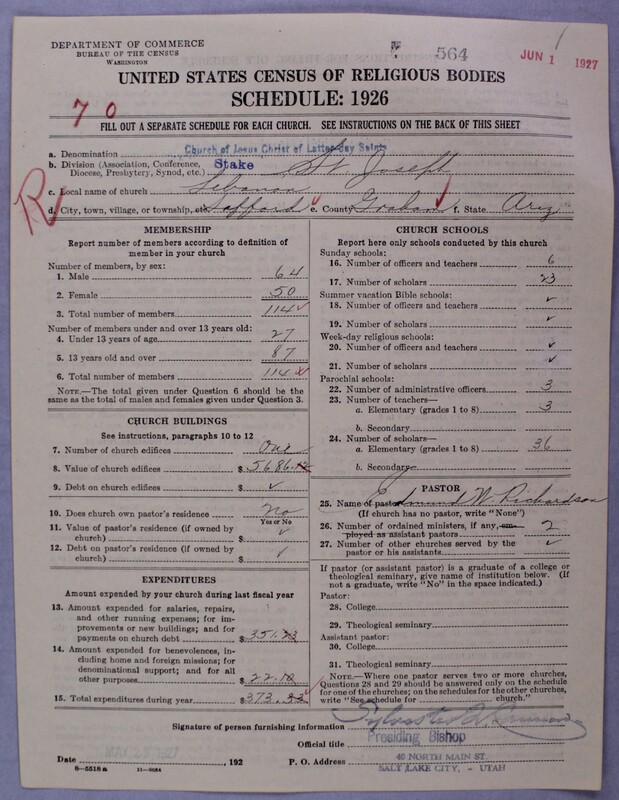 DEPARTMENT OF COMMERCE
BUREAU OF THE CENSUS
WASHINGTON
564
JUN 1 1927
UNITED STATES CENSUS OF RELIGIOUS BODIES
SCHEDULE: 1926
7 0
FILL OUT A SEPARATE SCHEDULE FOR EACH CHURCH. SEE INSTRUCTIONS ON THE BACK OF THIS SHEET
R
a. Denomination Church of Jesus Christ of Latter-day Saints
b. Division (Association, Conference, Stake St. Joseph
Diocese, Presbytery, Synod, etc.)
c. Local name of church Lebanon
d. City, town, village, or township, etc. Safford e. County Graham f. State Ariz
MEMBERSHIP
Report number of members according to definition of
member in your church
Number of members, by sex:
1. Male 64
2. Female 50
3. Total number of members 114
Number of members under and over 13 years old:
4. Under 13 years of age 27
5. 13 years old and over 87
6. Total number of members 114
NOTE.—The total given under Question 6 should be the
same as the total of males and females given under Question 3.
CHURCH BUILDINGS
See instructions, paragraphs 10 to 12
7. Number of church edifices One
8. Value of church edifices $ 5686.
9. Debt on church edifices $ ✓
10. Does church own pastor's residence No
Yes or No
11. Value of pastor's residence (if owned by
church) $ ✓
12. Debt on pastor's residence (if owned by
church) $ ✓
EXPENDITURES
Amount expended by your church during last fiscal year
13. Amount expended for salaries, repairs,
and other running expenses; for im-
provements or new buildings; and for
payments on church debt $ 351.23
14. Amount expended for benevolences, in-
cluding home and foreign missions; for
denominational support; and for all
other purposes $ 22.10
15. Total expenditures during year $ 373.33
CHURCH SCHOOLS
Report here only schools conducted by this church
Sunday schools:
16. Number of officers and teachers 6
17. Number of scholars 23
Summer vacation Bible schools:
18. Number of officers and teachers ✓
19. Number of scholars ✓
Week-day religious schools:
20. Number of officers and teachers ✓
21. Number of scholars ✓
Parochial schools:
22. Number of administrative officers 3
23. Number of teachers—
a. Elementary (grades 1 to 8) 3
b. Secondary
24. Number of scholars—
a. Elementary (grades 1 to 8) 36
b. Secondary
PASTOR
25. Name of pastor Edmund W. Richardson
(If church has no pastor, write "None")
26. Number of ordained ministers, if any, em-
ployed as assistant pastors 2
27. Number of other churches served by the
pastor or his assistants ✓
If pastor (or assistant pastor) is a graduate of a college or
theological seminary, give name of institution below. (If
not a graduate, write "No" in the space indicated.)
Pastor:
28. College
29. Theological seminary
Assistant pastor:
30. College
31. Theological seminary
NOTE.—Where one pastor serves two or more churches,
Questions 28 and 29 should be answered only on the schedule
for one of the churches; on the schedules for the other churches,
write "See schedule for church."
Signature of person furnishing information Sylvester Q. Cannon
Official title Presiding Bishop
Date , 192 P. O. Address 40 NORTH MAIN ST.
SALT LAKE CITY, - UTAH
8—5518a 11—9684